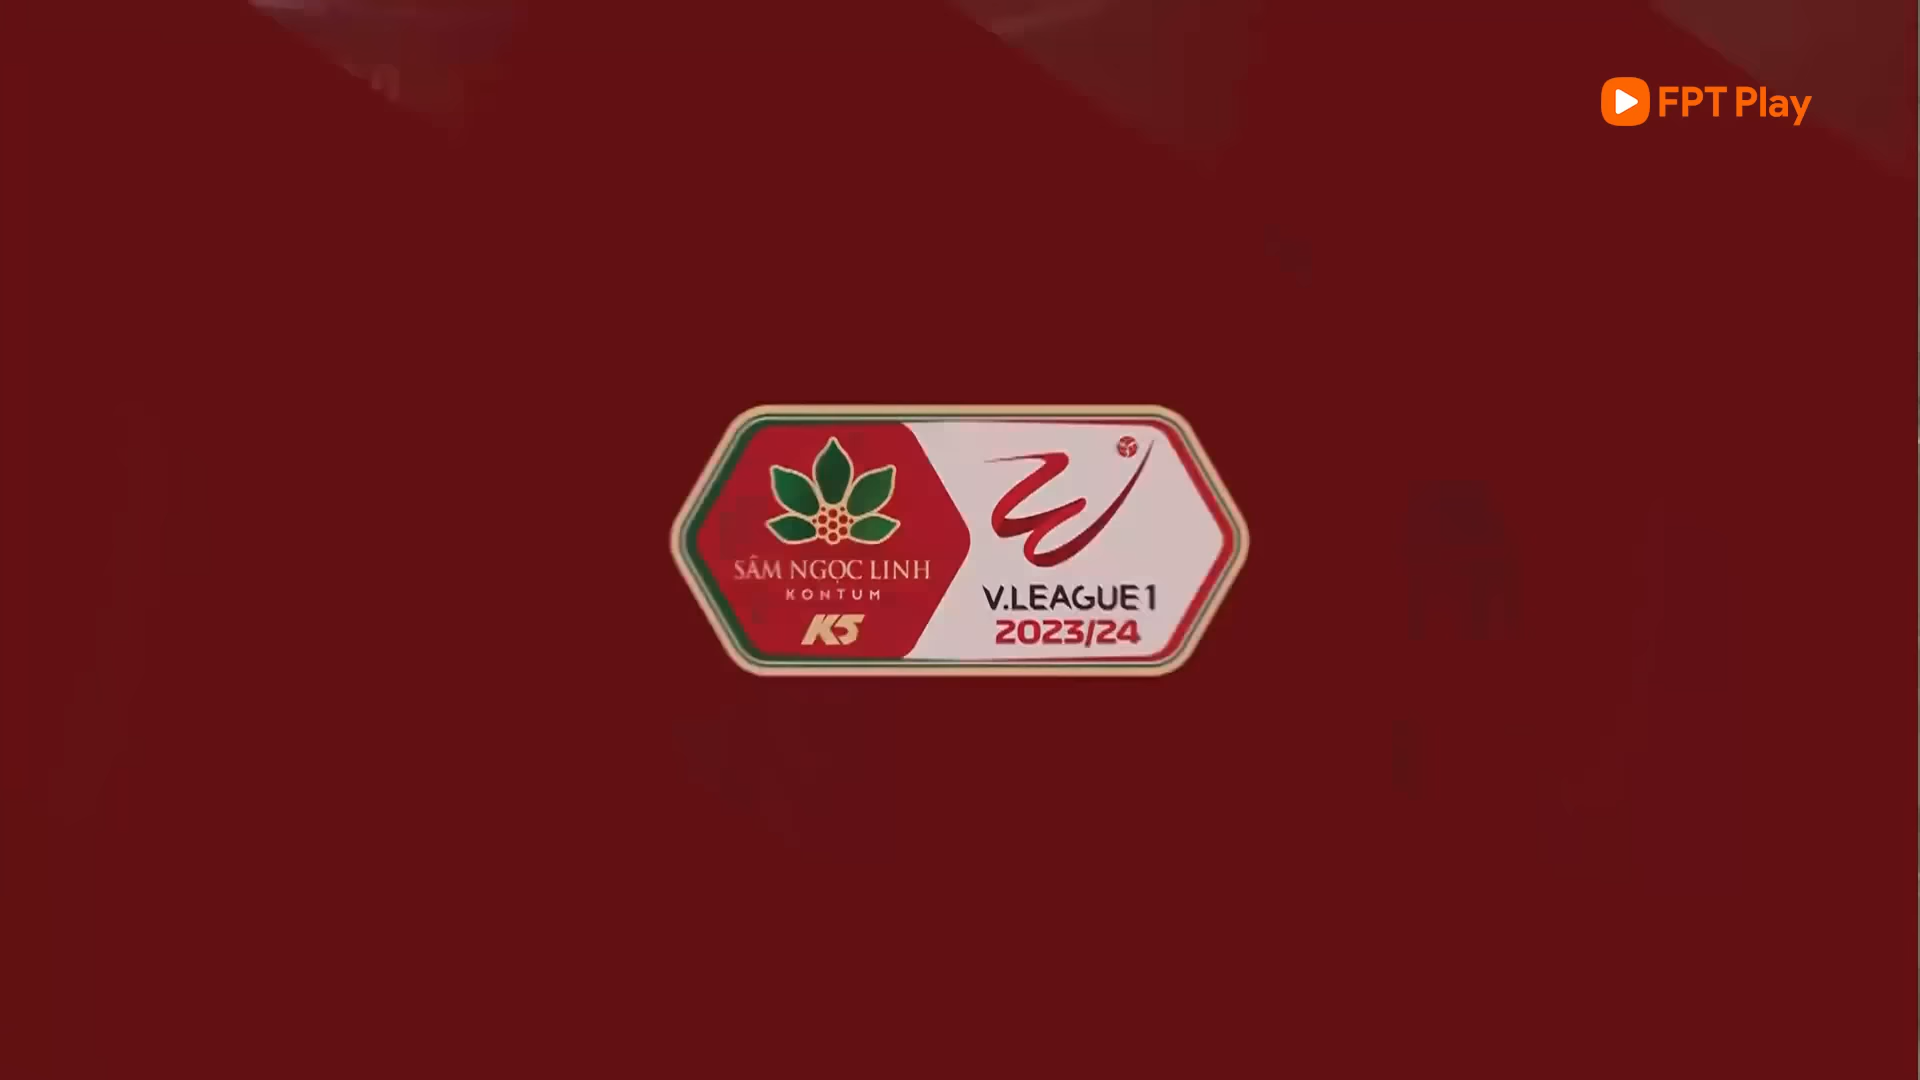 FPT Play
SÂM NGỌC LINH
KONTUM
K5
V.LEAGUE 1
2023/24